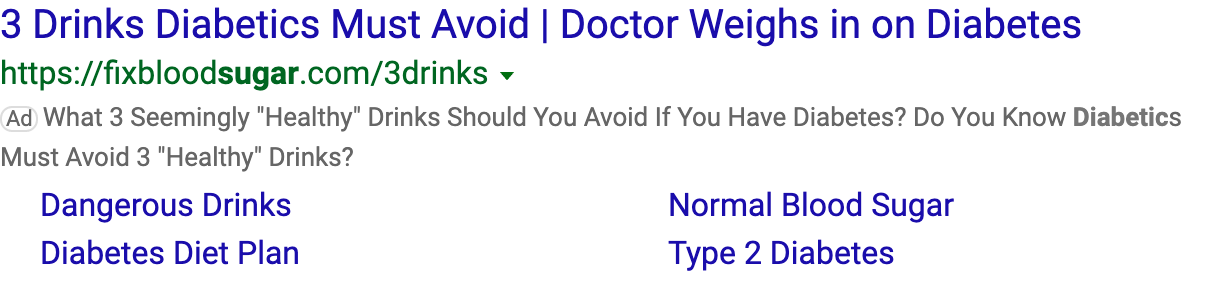 3 Drinks Diabetics Must Avoid | Doctor Weighs in on Diabetes
https://fixbloodsugar.com/3drinks
Ad What 3 Seemingly "Healthy" Drinks Should You Avoid If You Have Diabetes? Do You Know Diabetics
Must Avoid 3 "Healthy" Drinks?
Dangerous Drinks Normal Blood Sugar
Diabetes Diet Plan Type 2 Diabetes